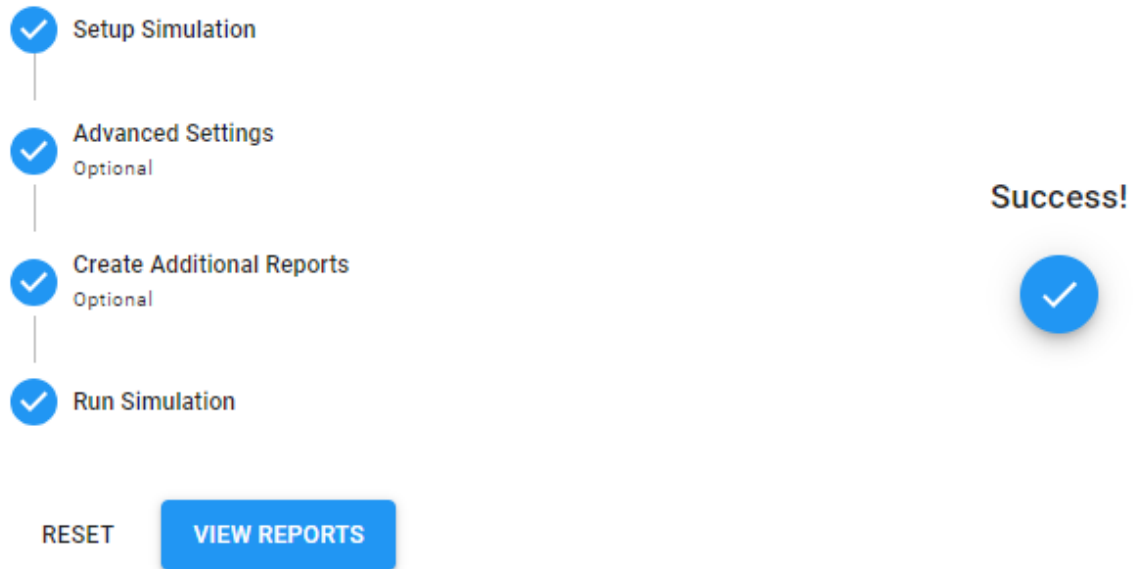 Setup Simulation
Advanced Settings
Optional
Create Additional Reports
Optional
Run Simulation
Success!
RESET
VIEW REPORTS